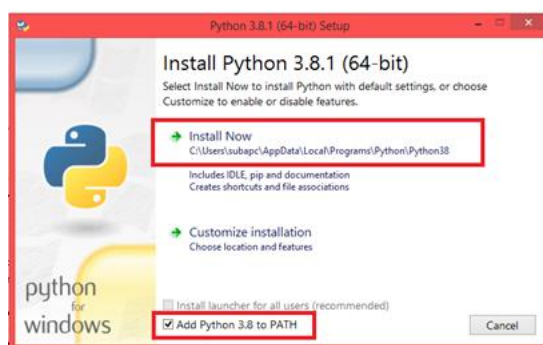 Python 3.8.1 (64-bit) Setup
Install Python 3.8.1 (64-bit)
Select Install Now to install Python with default settings, or choose
Customize to enable or disable features.
Install Now
C:\Users\subapc\AppData\Local\Programs\Python\Python38
Includes IDLE, pip and documentation
Creates shortcuts and file associations
Customize installation
Choose location and features
python
for
windows
Install launcher for all users (recommended)
Add Python 3.8 to PATH
Cancel